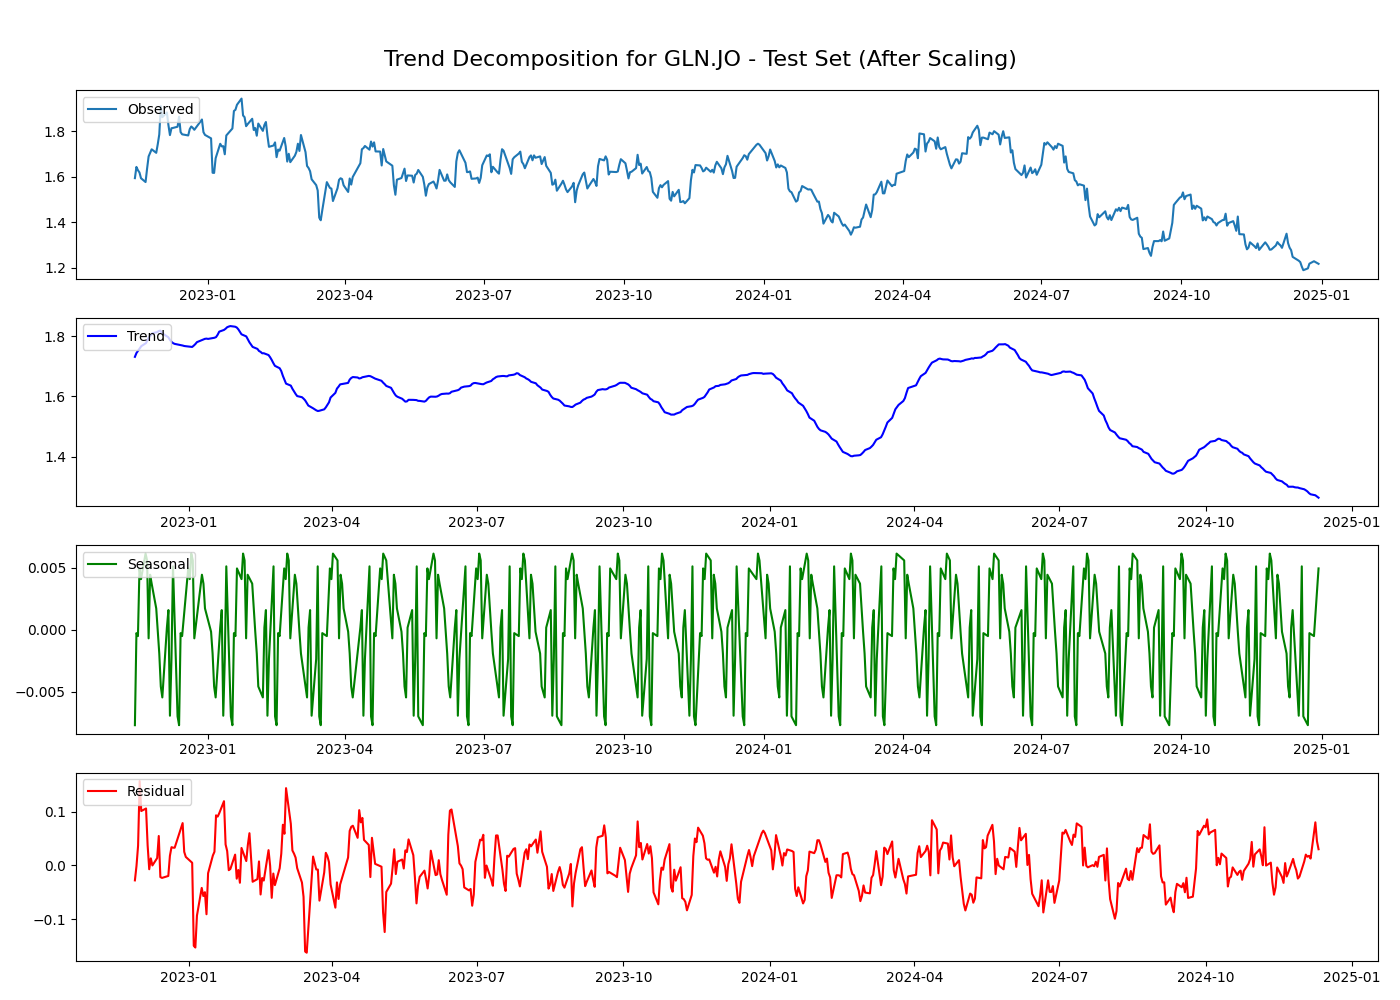 Trend Decomposition for GLN.JO - Test Set (After Scaling)
Observed
1.8
1.6
1.4
1.2
2023-01 2023-04 2023-07 2023-10 2024-01 2024-04 2024-07 2024-10 2025-01
Trend
1.8
1.6
1.4
2023-01 2023-04 2023-07 2023-10 2024-01 2024-04 2024-07 2024-10 2025-01
Seasonal
0.005
0.000
−0.005
2023-01 2023-04 2023-07 2023-10 2024-01 2024-04 2024-07 2024-10 2025-01
Residual
0.1
0.0
−0.1
2023-01 2023-04 2023-07 2023-10 2024-01 2024-04 2024-07 2024-10 2025-01